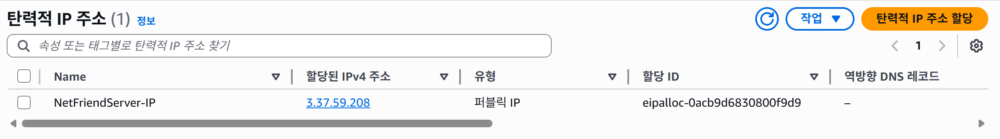 탄력적 IP 주소 (1) 정보 작업 탄력적 IP 주소 할당
속성 또는 태그별로 탄력적 IP 주소 찾기 1
Name 할당된 IPv4 주소 유형 할당 ID 역방향 DNS 레코드
NetFriendServer-IP 3.37.59.208 퍼블릭 IP eipalloc-0acb9d6830800f9d9 –